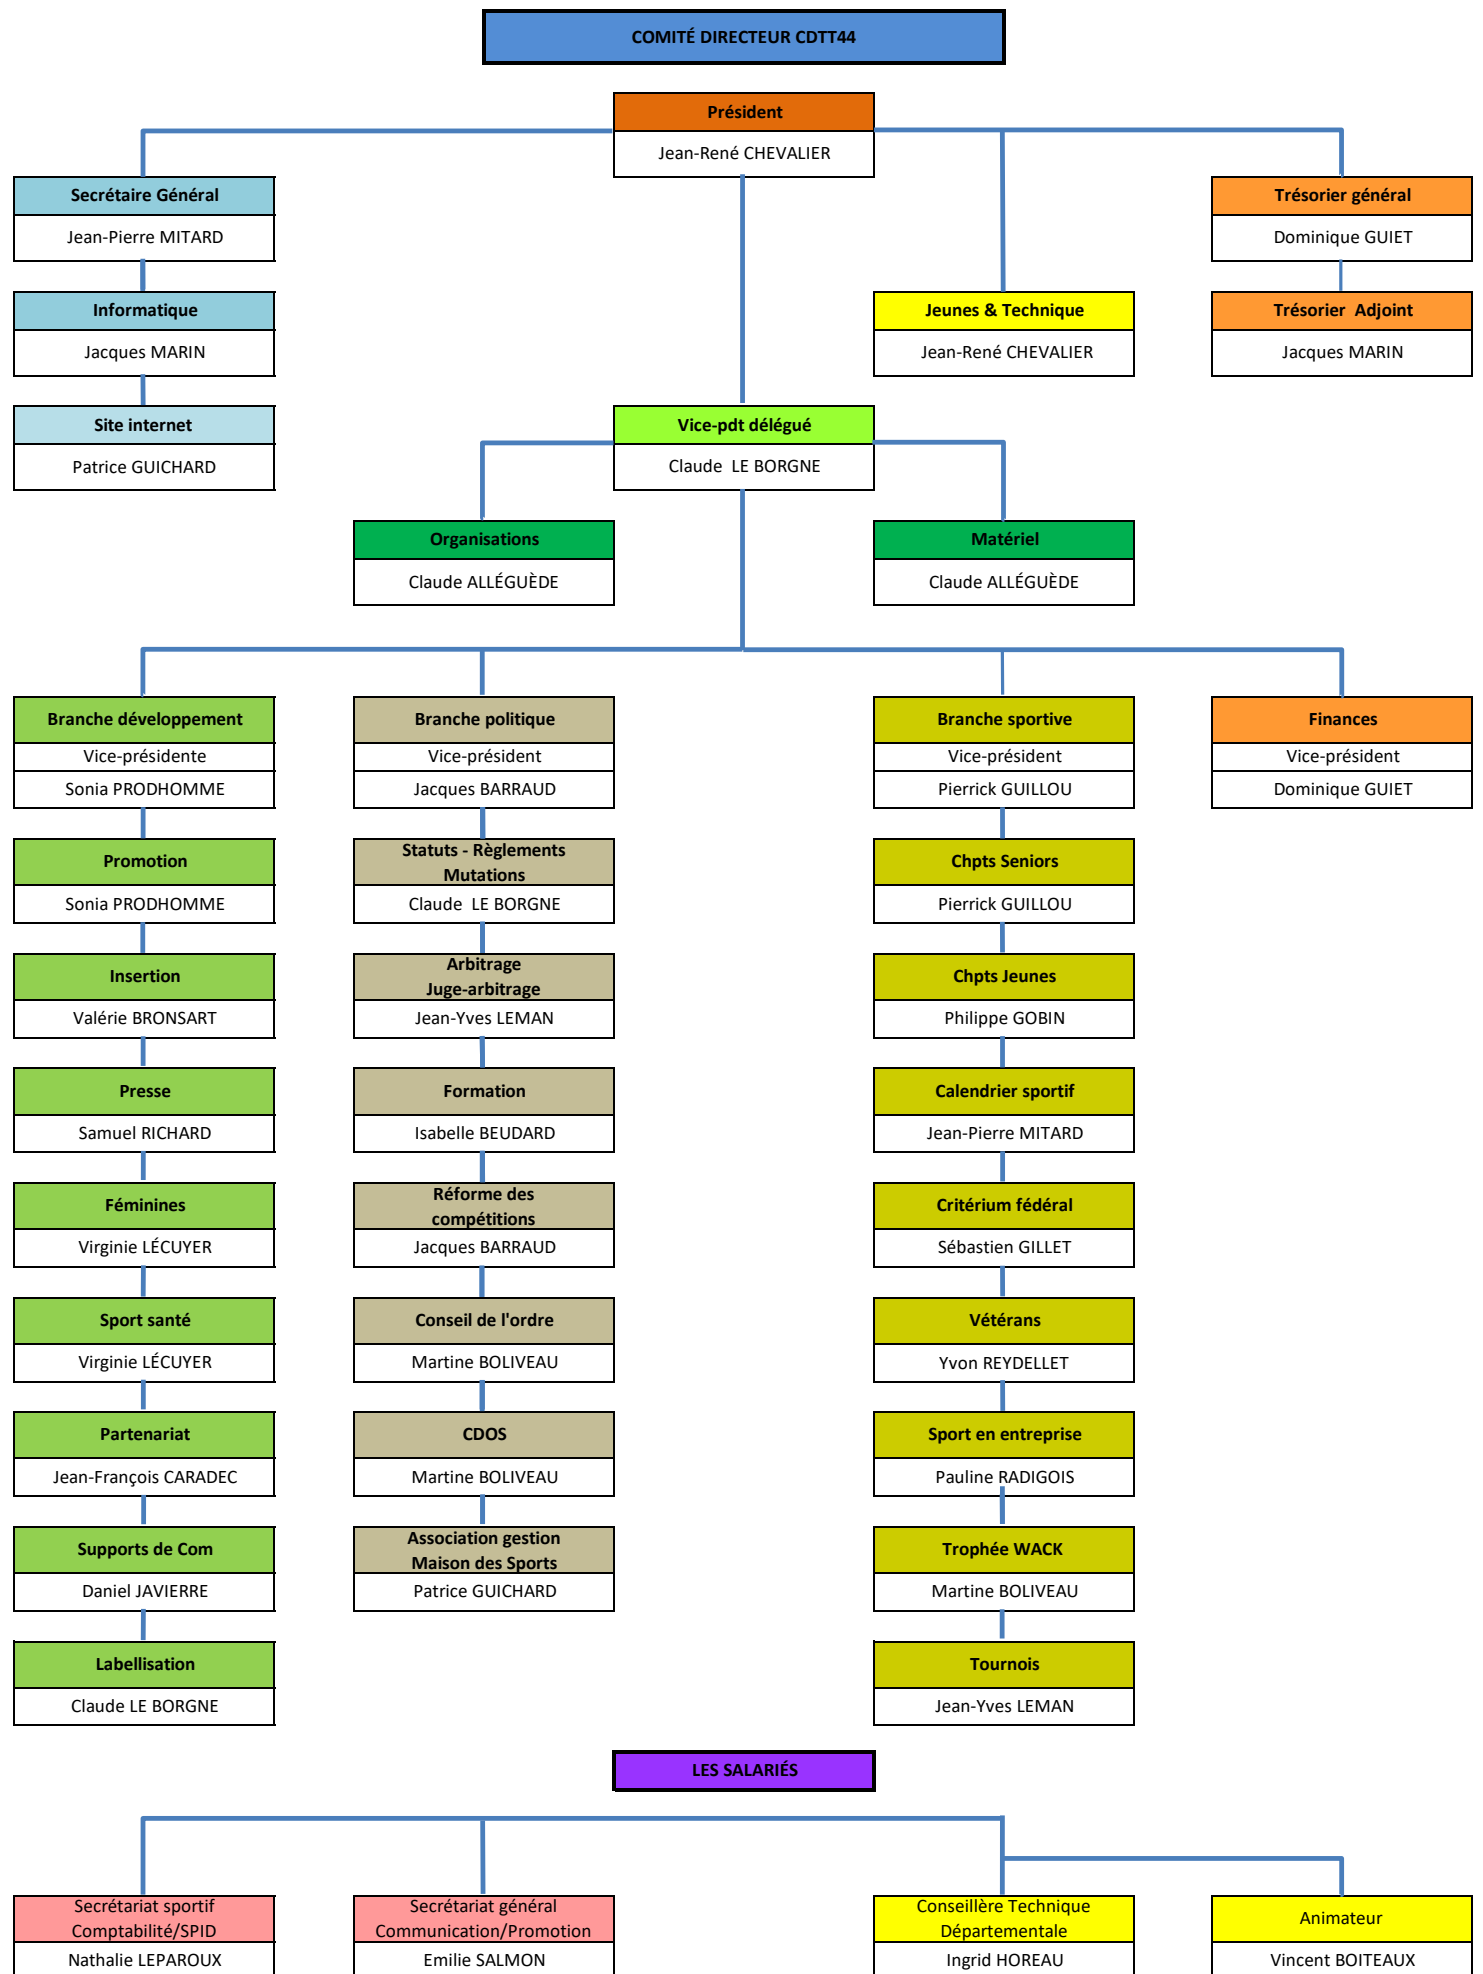 COMITÉ DIRECTEUR CDTT44
Président
Jean-René CHEVALIER
Secrétaire Général
Jean-Pierre MITARD
Trésorier général
Dominique GUIET
Informatique
Jacques MARIN
Jeunes & Technique
Jean-René CHEVALIER
Trésorier Adjoint
Jacques MARIN
Site internet
Patrice GUICHARD
Vice-pdt délégué
Claude LE BORGNE
Organisations
Claude ALLÉGUÈDE
Matériel
Claude ALLÉGUÈDE
Branche développement
Vice-présidente
Sonia PRODHOMME
Promotion
Sonia PRODHOMME
Insertion
Valérie BRONSART
Presse
Samuel RICHARD
Féminines
Virginie LÉCUYER
Sport santé
Virginie LÉCUYER
Partenariat
Jean-François CARADEC
Supports de Com
Daniel JAVIERRE
Labellisation
Claude LE BORGNE
Branche politique
Vice-président
Jacques BARRAUD
Statuts - Règlements
Mutations
Claude LE BORGNE
Arbitrage
Juge-arbitrage
Jean-Yves LEMAN
Formation
Isabelle BEUDARD
Réforme des
compétitions
Jacques BARRAUD
Conseil de l'ordre
Martine BOLIVEAU
CDOS
Martine BOLIVEAU
Association gestion
Maison des Sports
Patrice GUICHARD
Branche sportive
Vice-président
Pierrick GUILLOU
Chpts Seniors
Pierrick GUILLOU
Chpts Jeunes
Philippe GOBIN
Calendrier sportif
Jean-Pierre MITARD
Critérium fédéral
Sébastien GILLET
Vétérans
Yvon REYDELLET
Sport en entreprise
Pauline RADIGOIS
Trophée WACK
Martine BOLIVEAU
Tournois
Jean-Yves LEMAN
Finances
Vice-président
Dominique GUIET
LES SALARIÉS
Secrétariat sportif
Comptabilité/SPID
Nathalie LEPAROUX
Secrétariat général
Communication/Promotion
Emilie SALMON
Conseillère Technique
Départementale
Ingrid HOREAU
Animateur
Vincent BOITEAUX